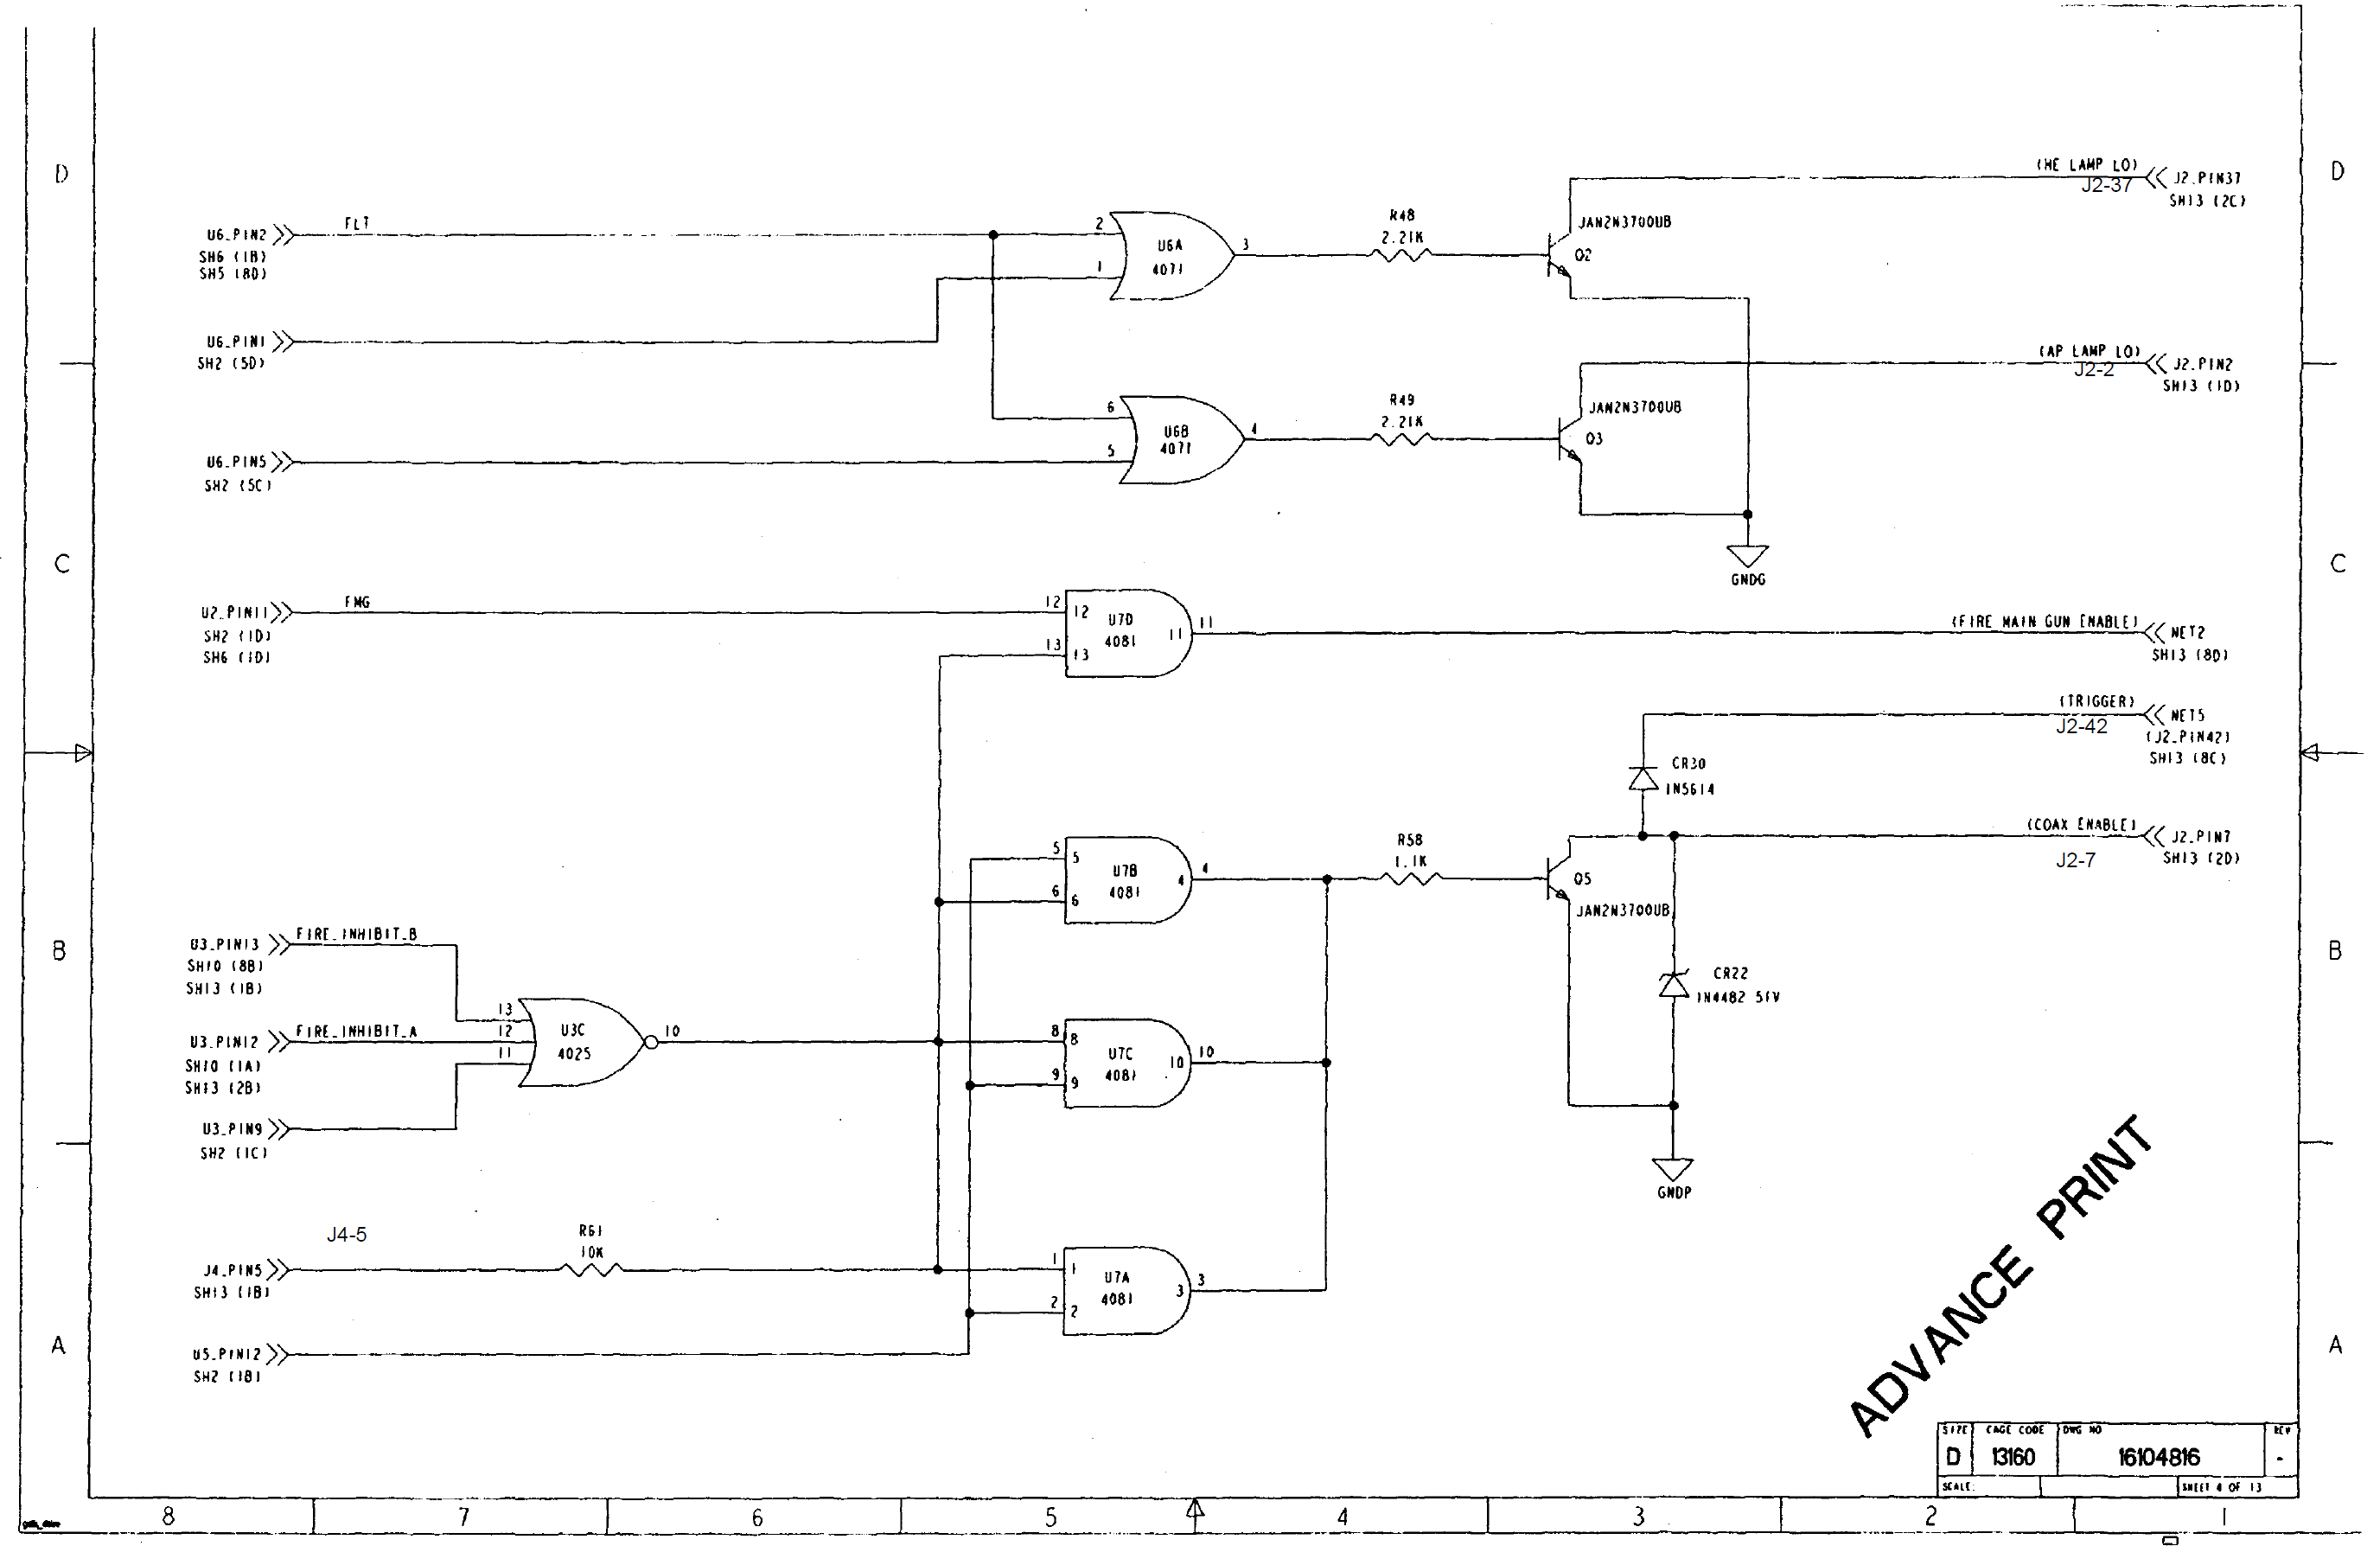 D
D
(HE LAMP LO)
J2-37
J2_PIN37
SH13 (2C)
U6_PIN2
SH6 (1B)
SH5 (8D)
FLT
2
1
U6A
4071
3
R48
2.21K
JAN2N3700UB
Q2
U6_PIN1
SH2 (5D)
(AP LAMP LO)
J2-2
J2_PIN2
SH13 (1D)
U6_PIN5
SH2 (5C)
6
5
U6B
4071
4
R49
2.21K
JAN2N3700UB
Q3
GNDG
C
C
U2_PIN11
SH2 (1D)
SH6 (1D)
FMG
12
12
13
13
U7D
4081
11
11
(FIRE MAIN GUN ENABLE)
NET2
SH13 (8D)
(TRIGGER)
J2-42
NET5
(J2_PIN42)
SH13 (8C)
CR30
1N5614
(COAX ENABLE)
J2-7
J2_PIN7
SH13 (2D)
5
5
6
6
U7B
4081
4
4
R58
1.1K
Q5
JAN2N3700UB
B
B
U3_PIN13
SH10 (8B)
SH13 (1B)
FIRE_INHIBIT_B
U3_PIN12
SH10 (1A)
SH13 (2B)
FIRE_INHIBIT_A
U3_PIN9
SH2 (1C)
13
12
11
U3C
4025
10
8
8
9
9
U7C
4081
10
10
CR22
1N4482 51V
GNDP
J4-5
J4_PIN5
SH13 (1B)
R61
10K
1
1
2
2
U7A
4081
3
3
A
A
U5_PIN12
SH2 (1B)
ADVANCE PRINT
SIZE
D
CAGE CODE
13160
DWG NO
16104816
REV
-
SCALE:
SHEET 4 OF 13
8
7
6
5
4
3
2
1